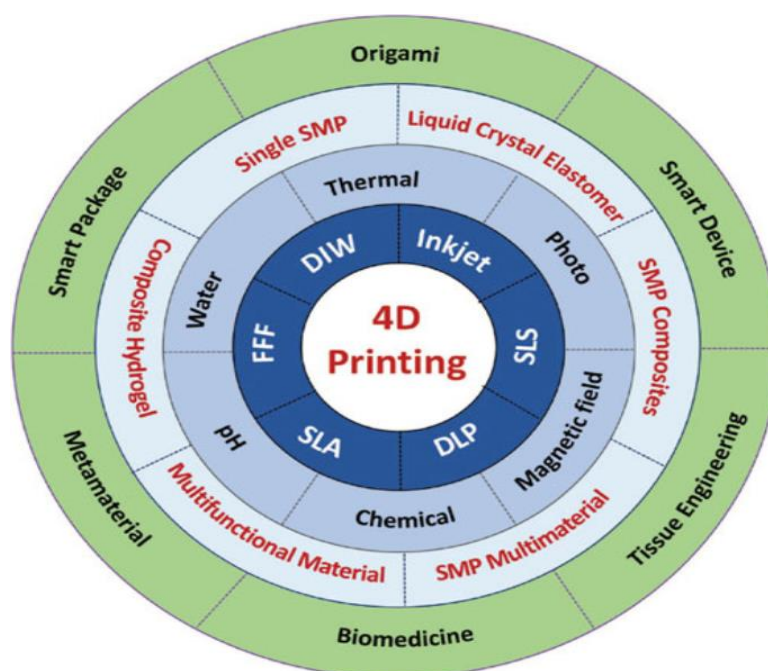 Origami
Smart Device
Tissue Engineering
Biomedicine
Metamaterial
Smart Package
Single SMP
Liquid Crystal Elastomer
SMP Composites
SMP Multimaterial
Multifunctional Material
Composite Hydrogel
Thermal
Photo
Magnetic field
Chemical
pH
Water
DIW
Inkjet
SLS
DLP
SLA
FFF
4D
Printing